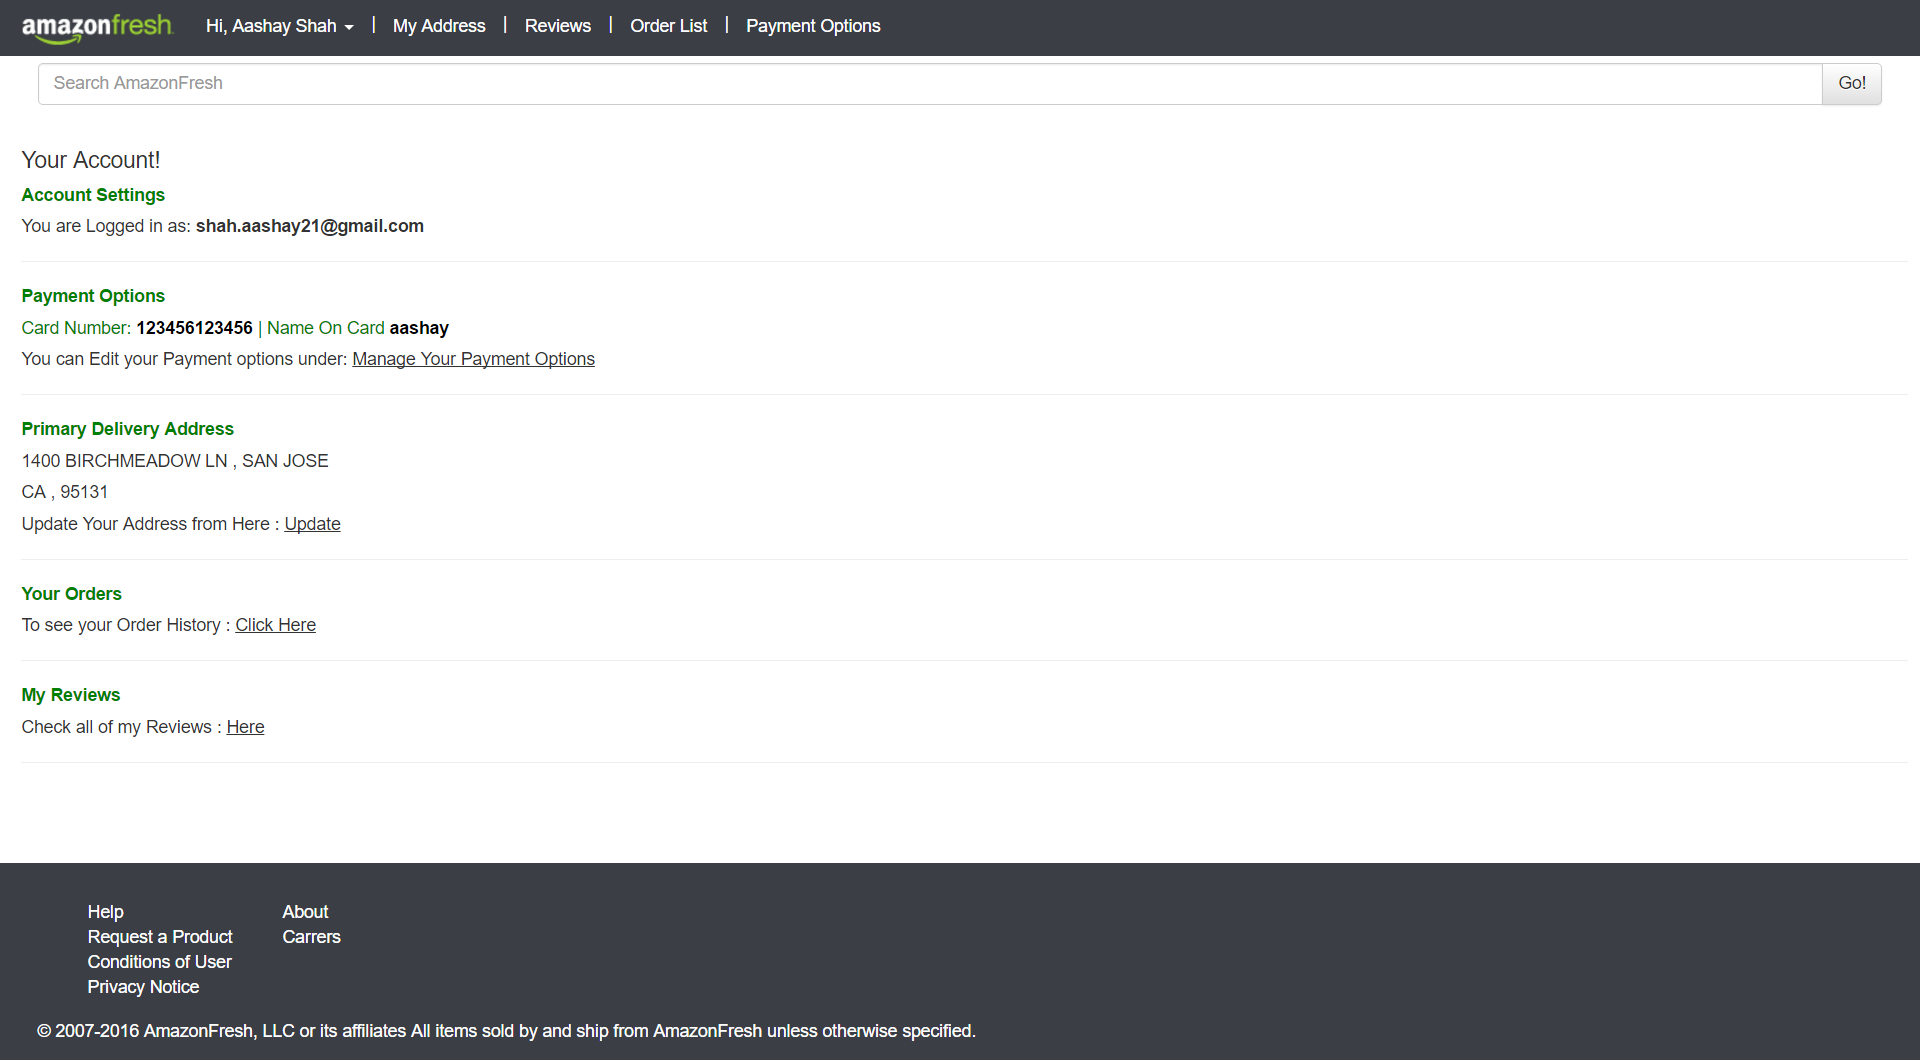 amazonfresh Hi, Aashay Shah | My Address | Reviews | Order List | Payment Options
Search AmazonFresh Go!
Your Account!
Account Settings
You are Logged in as: shah.aashay21@gmail.com
Payment Options
Card Number: 123456123456 | Name On Card aashay
You can Edit your Payment options under: Manage Your Payment Options
Primary Delivery Address
1400 BIRCHMEADOW LN , SAN JOSE
CA , 95131
Update Your Address from Here : Update
Your Orders
To see your Order History : Click Here
My Reviews
Check all of my Reviews : Here
Help About
Request a Product Carrers
Conditions of User
Privacy Notice
© 2007-2016 AmazonFresh, LLC or its affiliates All items sold by and ship from AmazonFresh unless otherwise specified.